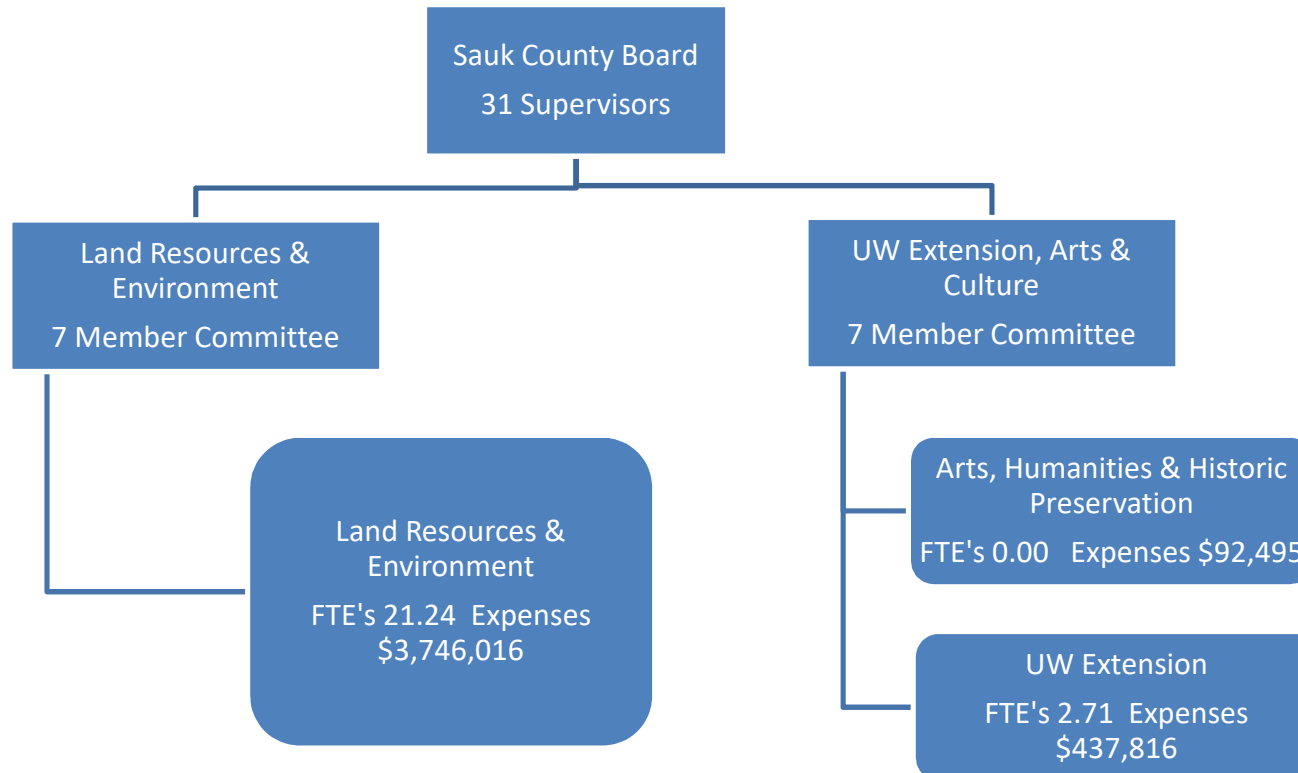 Sauk County Board
31 Supervisors
Land Resources &
Environment
7 Member Committee
UW Extension, Arts &
Culture
7 Member Committee
Land Resources &
Environment
FTE's 21.24  Expenses
$3,746,016
Arts, Humanities & Historic
Preservation
FTE's 0.00   Expenses $92,495
UW Extension
FTE's 2.71  Expenses
$437,816